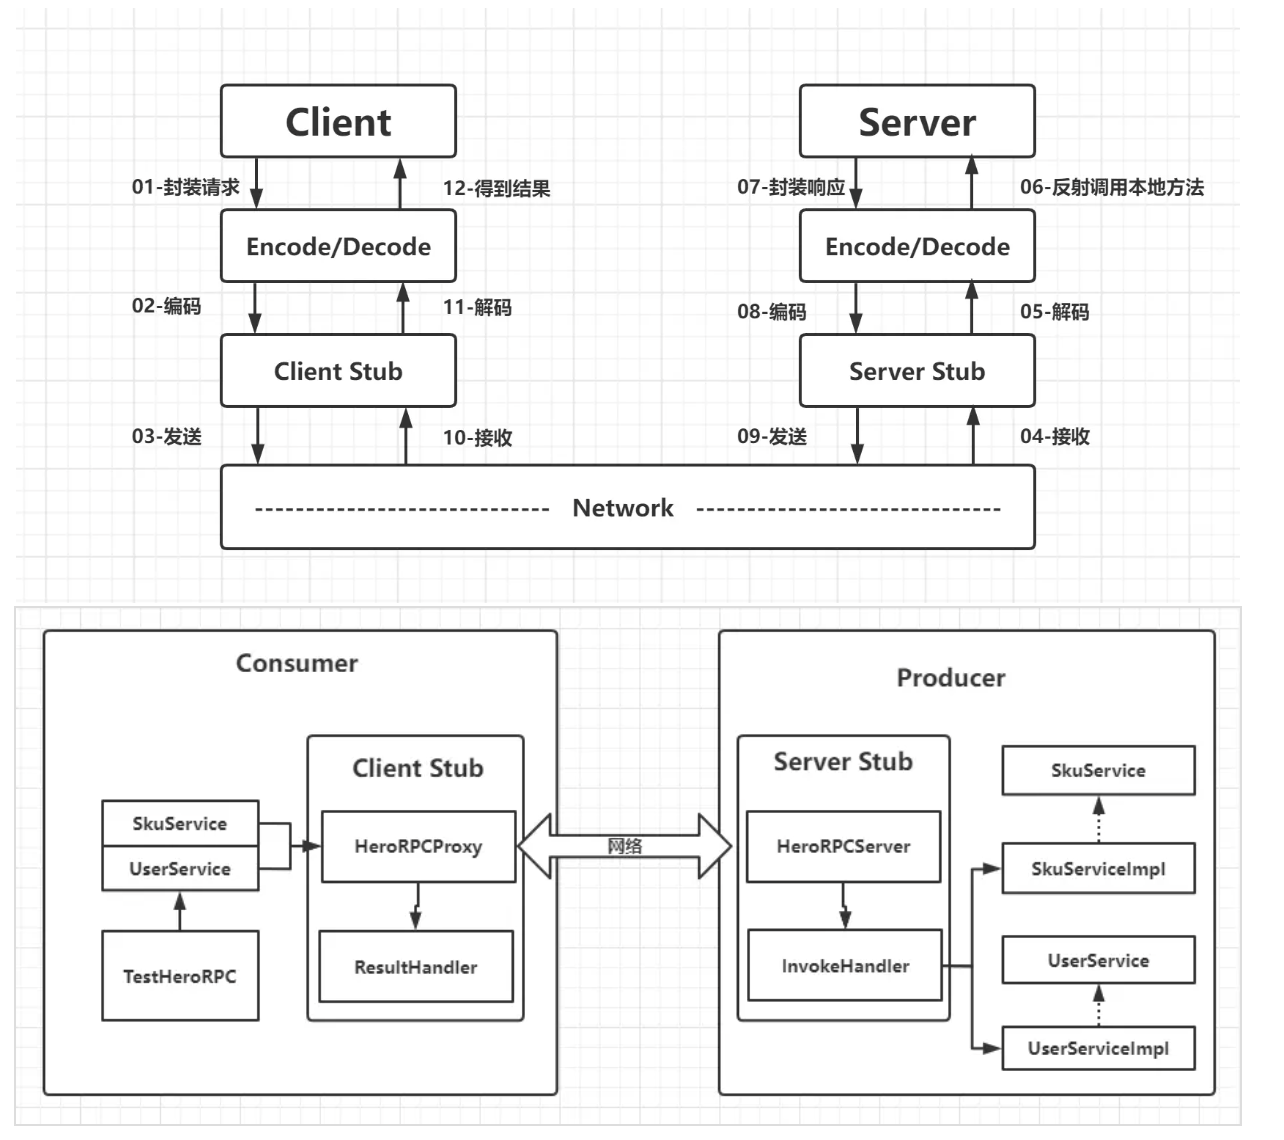 Client
Server
01-封装请求
12-得到结果
07-封装响应
06-反射调用本地方法
Encode/Decode
Encode/Decode
02-编码
11-解码
08-编码
05-解码
Client Stub
Server Stub
03-发送
10-接收
09-发送
04-接收
Network
Consumer
Producer
Client Stub
Server Stub
SkuService
SkuService
UserService
HeroRPCProxy
网络
HeroRPCServer
SkuServiceImpl
TestHeroRPC
ResultHandler
InvokeHandler
UserService
UserServiceImpl